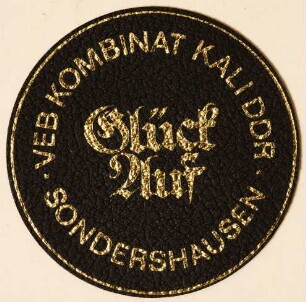 · VEB KOMBINAT KALI DDR ·
Glück
Auf
SONDERSHAUSEN